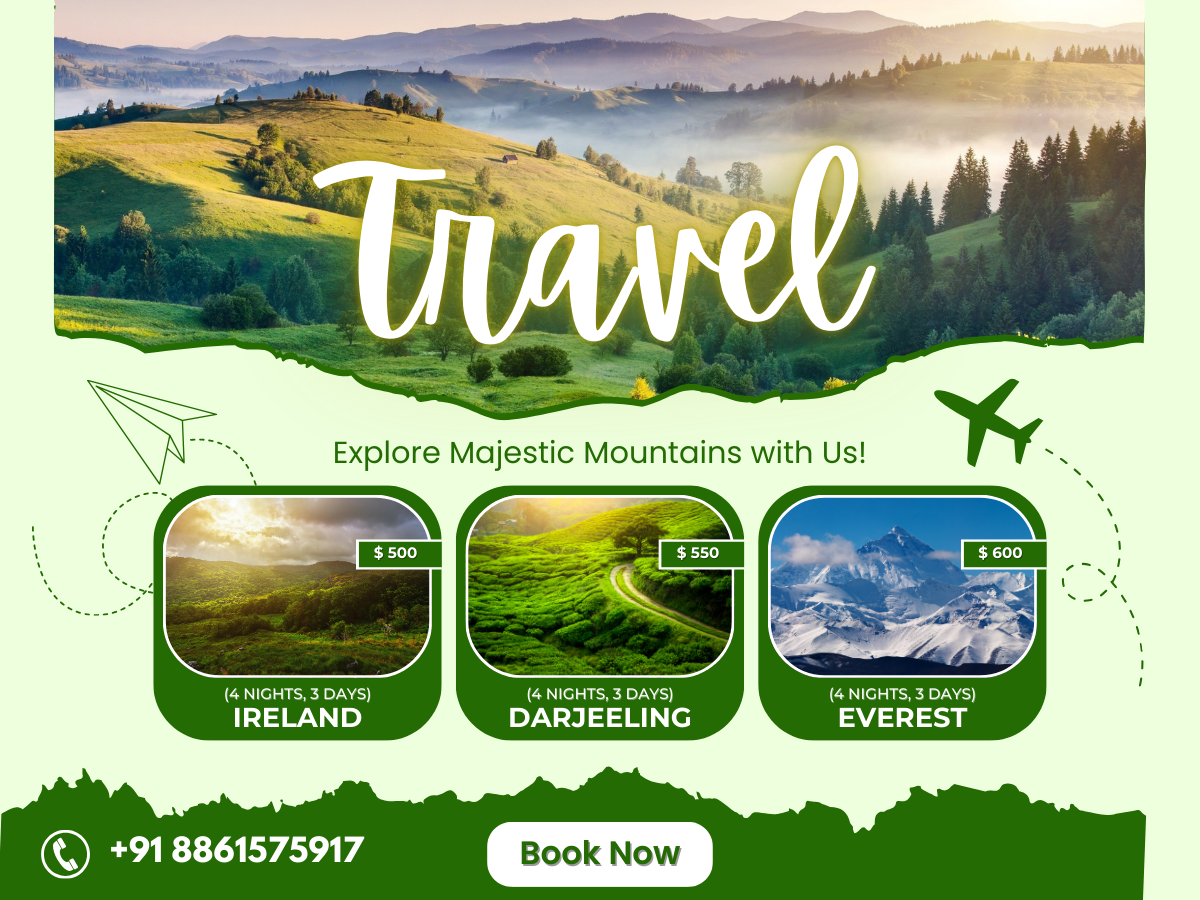 Travel
Explore Majestic Mountains with Us!
$ 500
(4 NIGHTS, 3 DAYS)
IRELAND
$ 550
(4 NIGHTS, 3 DAYS)
DARJEELING
$ 600
(4 NIGHTS, 3 DAYS)
EVEREST
+91 8861575917
Book Now